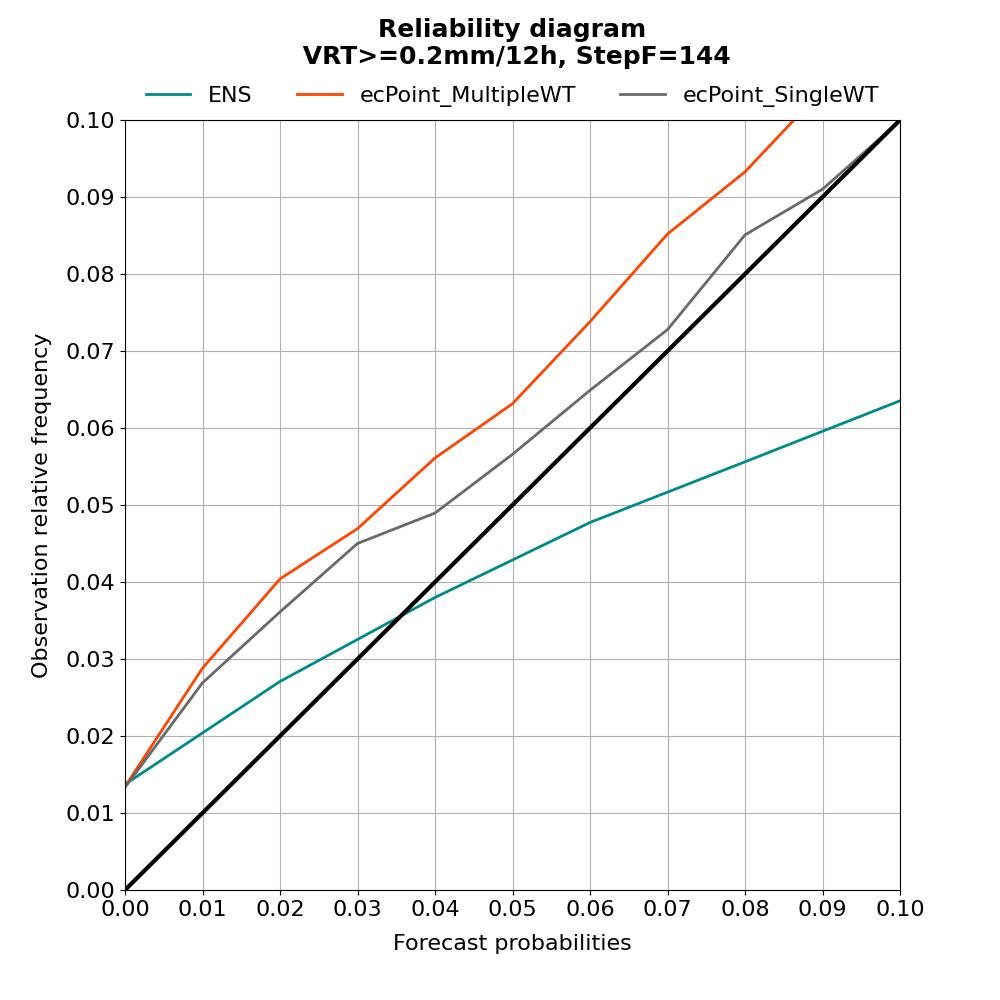 Reliability diagram
VRT>=0.2mm/12h, StepF=144
ENS ecPoint_MultipleWT ecPoint_SingleWT
0.10
0.09
0.08
0.07
0.06
0.05
0.04
0.03
0.02
0.01
0.00
Observation relative frequency
0.00 0.01 0.02 0.03 0.04 0.05 0.06 0.07 0.08 0.09 0.10
Forecast probabilities